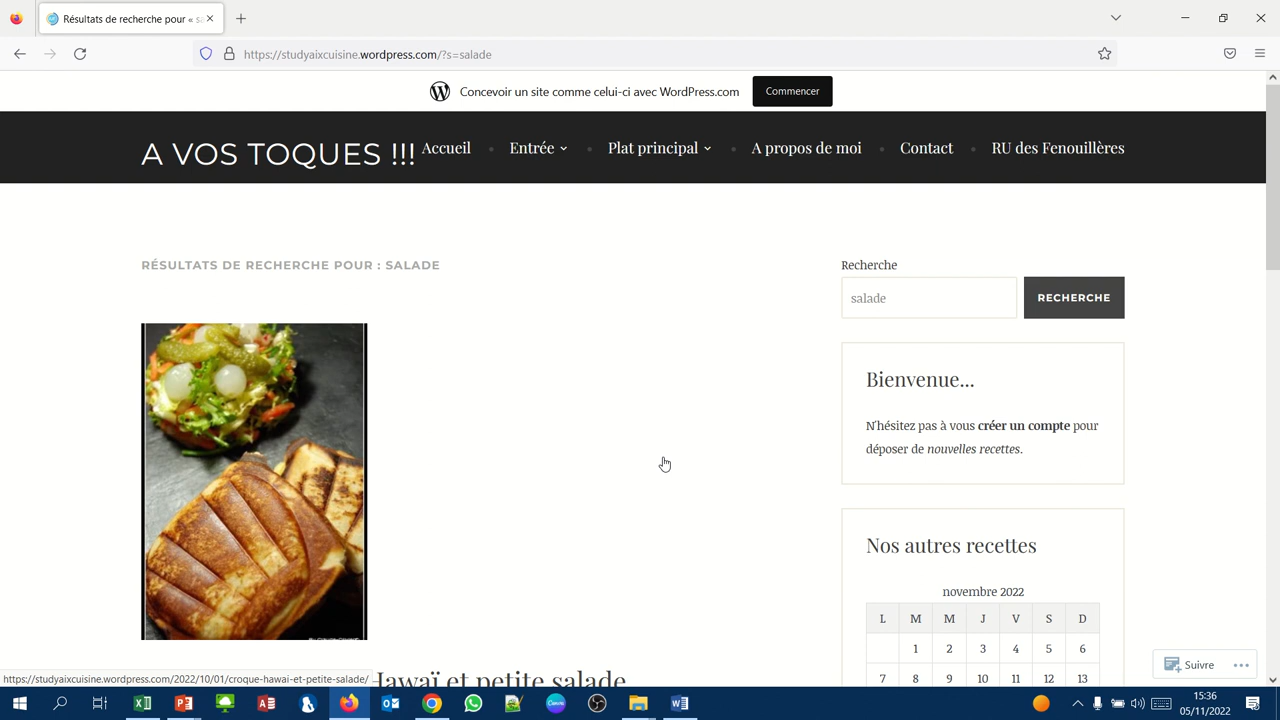 Résultats de recherche pour « s
https://studyaixcuisine.wordpress.com/?s=salade
Concevoir un site comme celui-ci avec WordPress.com
Commencer
A VOS TOQUES !!!
Accueil
Entrée
Plat principal
A propos de moi
Contact
RU des Fenouillères
RÉSULTATS DE RECHERCHE POUR : SALADE
Recherche
salade
RECHERCHE
Bienvenue...
N'hésitez pas à vous créer un compte pour
déposer de nouvelles recettes.
Nos autres recettes
novembre 2022
L M M J V S D
1 2 3 4 5 6
7 8 9 10 11 12 13
Suivre
Hawaï et petite salade
https://studyaixcuisine.wordpress.com/2022/10/01/croque-hawai-et-petite-salade/
15:36
05/11/2022